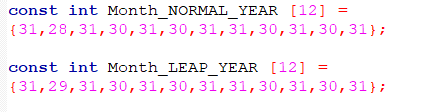 const int Month_NORMAL_YEAR [12] =
{31,28,31,30,31,30,31,31,30,31,30,31};
const int Month_LEAP_YEAR [12] =
{31,29,31,30,31,30,31,31,30,31,30,31};